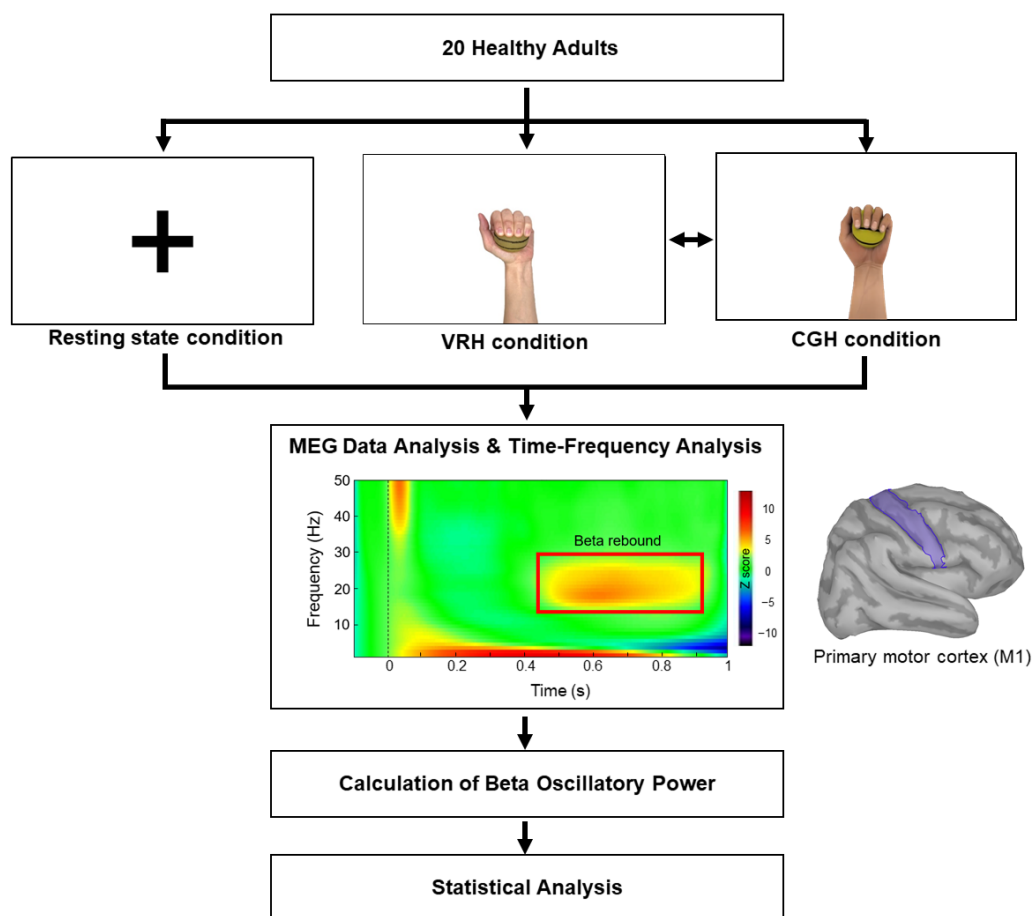 20 Healthy Adults
Resting state condition
VRH condition
CGH condition
MEG Data Analysis & Time-Frequency Analysis
50
40
30
20
10
Frequency (Hz)
Beta rebound
0
0.2
0.4
0.6
0.8
1
Time (s)
10
5
0
−5
−10
Z score
Primary motor cortex (M1)
Calculation of Beta Oscillatory Power
Statistical Analysis